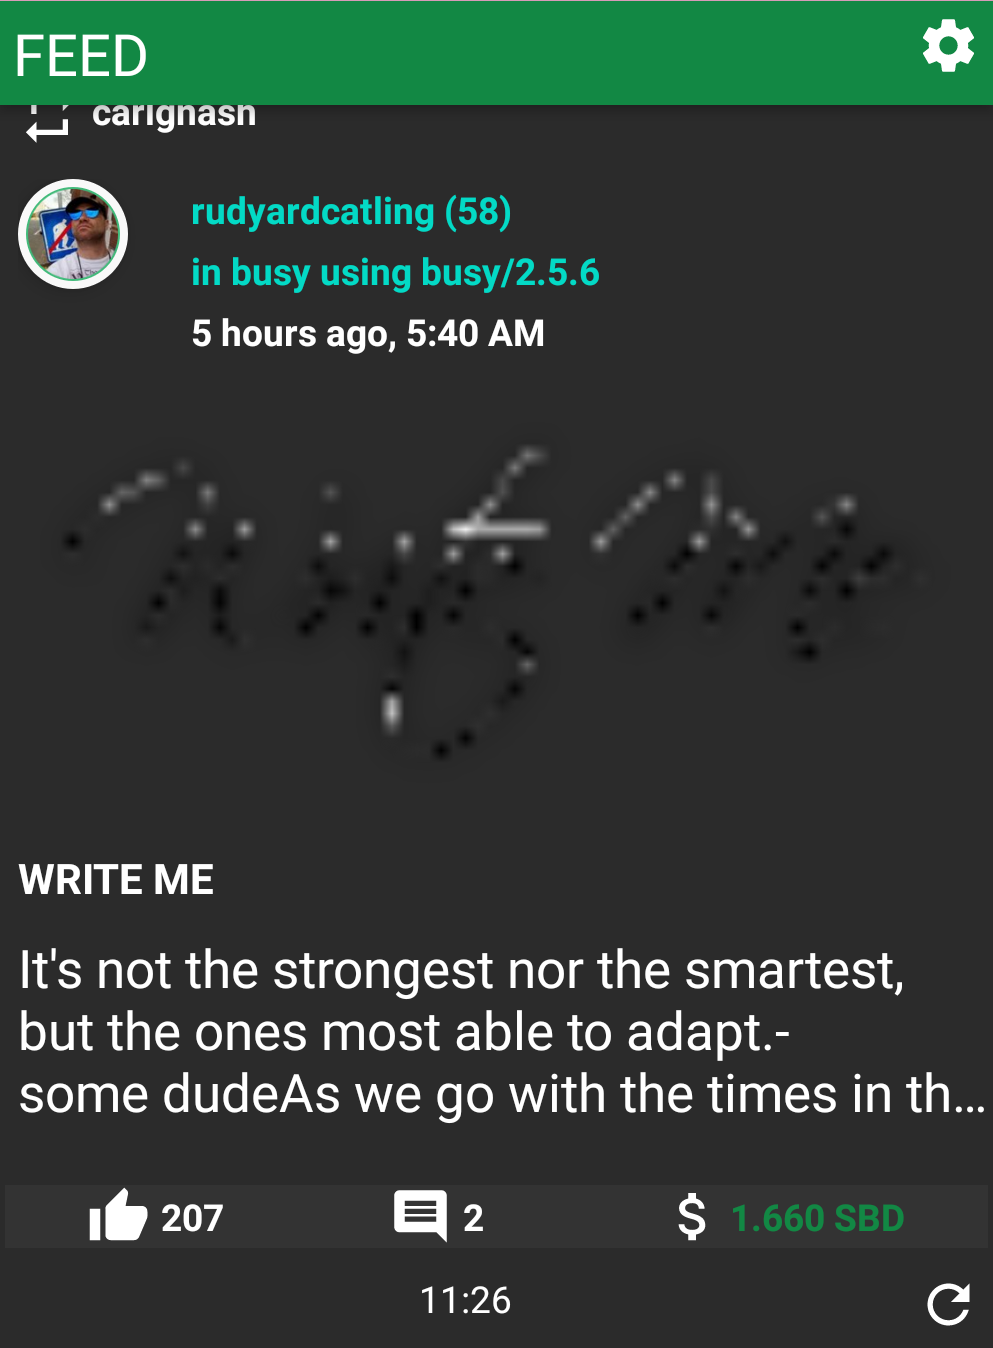 FEED
carignash
rudyardcatling (58)
in busy using busy/2.5.6
5 hours ago, 5:40 AM
WRITE ME
It's not the strongest nor the smartest,
but the ones most able to adapt.-
some dudeAs we go with the times in th…
207
2
$ 1.660 SBD
11:26